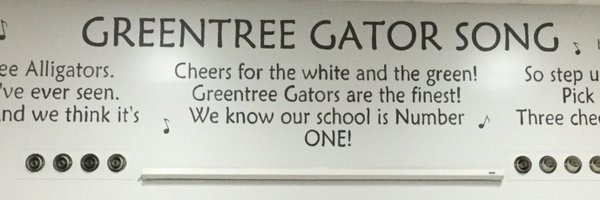 GREENTREE GATOR SONG
ee Alligators.
've ever seen.
nd we think it's
Cheers for the white and the green!
Greentree Gators are the finest!
We know our school is Number
ONE!
So step u
Pick
Three chee